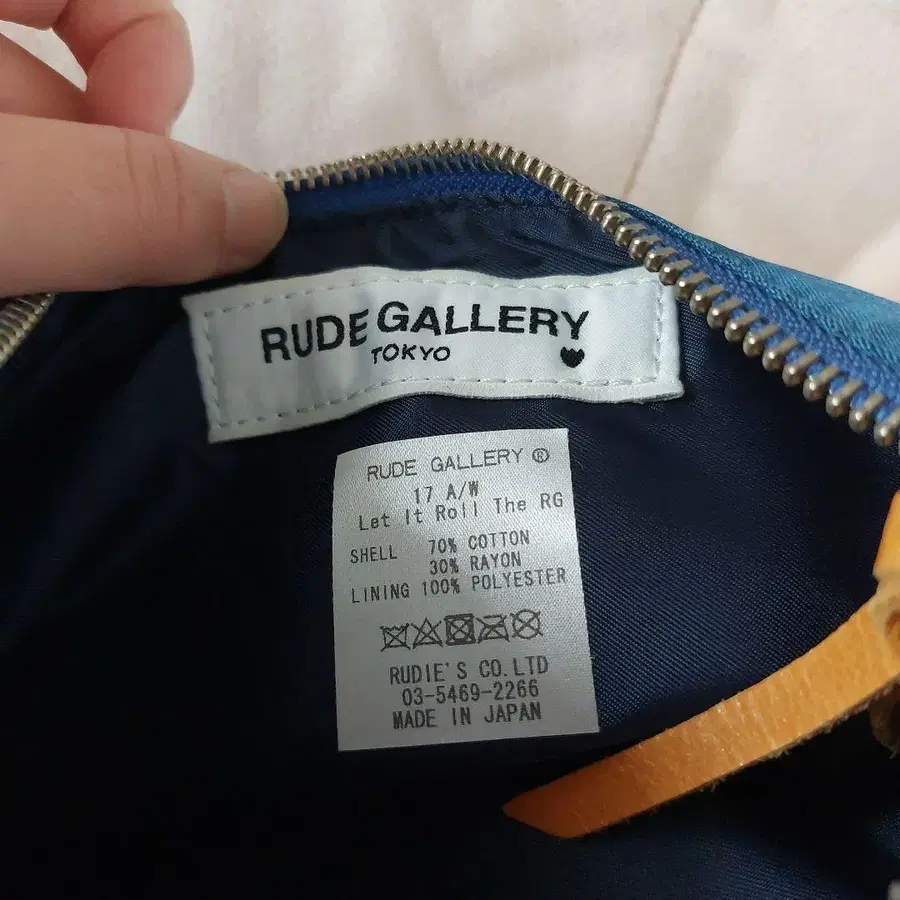 RUDE GALLERY
TOKYO
RUDE GALLERY ®
17 A/W
Let It Roll The RG
SHELL 70% COTTON
30% RAYON
LINING 100% POLYESTER
RUDIE'S CO.LTD
03-5469-2266
MADE IN JAPAN